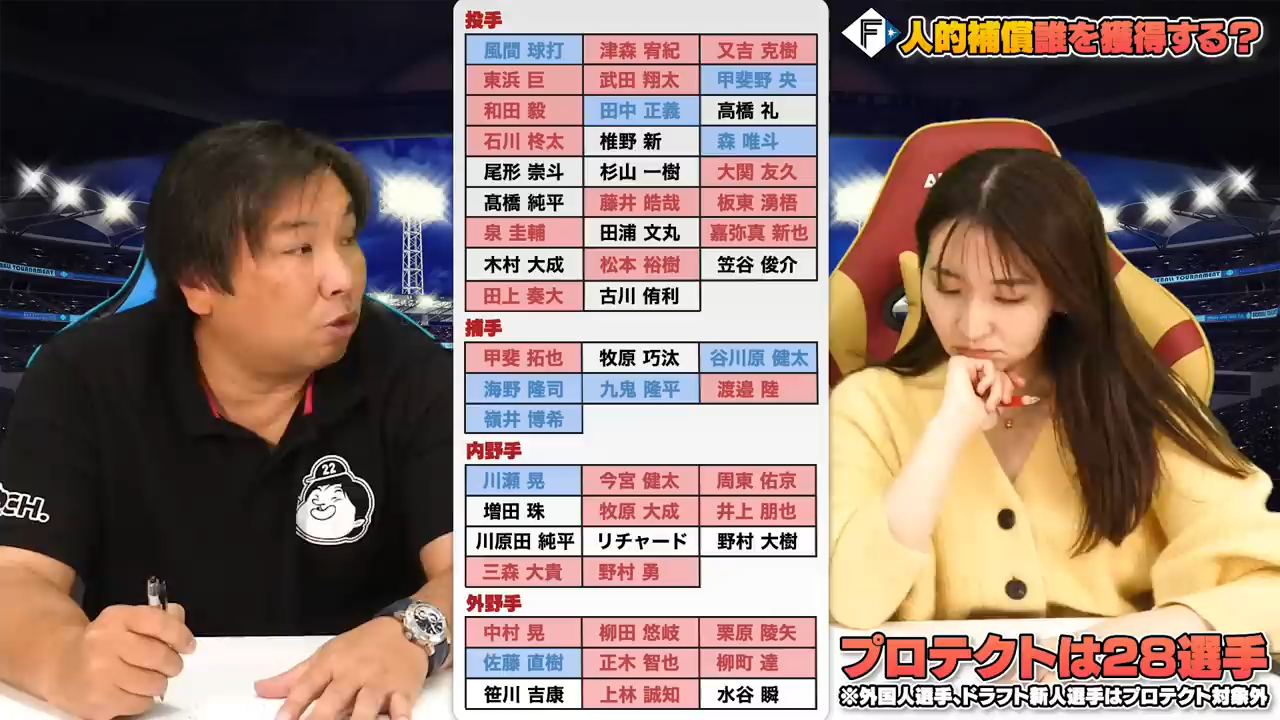 投手
風間 球打 津森 宥紀 又吉 克樹
東浜 巨 武田 翔太 甲斐野 央
和田 毅 田中 正義 高橋 礼
石川 柊太 椎野 新 森 唯斗
尾形 崇斗 杉山 一樹 大関 友久
髙橋 純平 藤井 皓哉 板東 湧梧
泉 圭輔 田浦 文丸 嘉弥真 新也
木村 大成 松本 裕樹 笠谷 俊介
田上 奏大 古川 侑利
捕手
甲斐 拓也 牧原 巧汰 谷川原 健太
海野 隆司 九鬼 隆平 渡邉 陸
嶺井 博希
内野手
川瀬 晃 今宮 健太 周東 佑京
増田 珠 牧原 大成 井上 朋也
川原田 純平 リチャード 野村 大樹
三森 大貴 野村 勇
外野手
中村 晃 柳田 悠岐 栗原 陵矢
佐藤 直樹 正木 智也 柳町 達
笹川 吉康 上林 誠知 水谷 瞬
F 人的補償誰を獲得する?
22
CH.
プロテクトは28選手
※外国人選手、ドラフト新人選手はプロテクト対象外